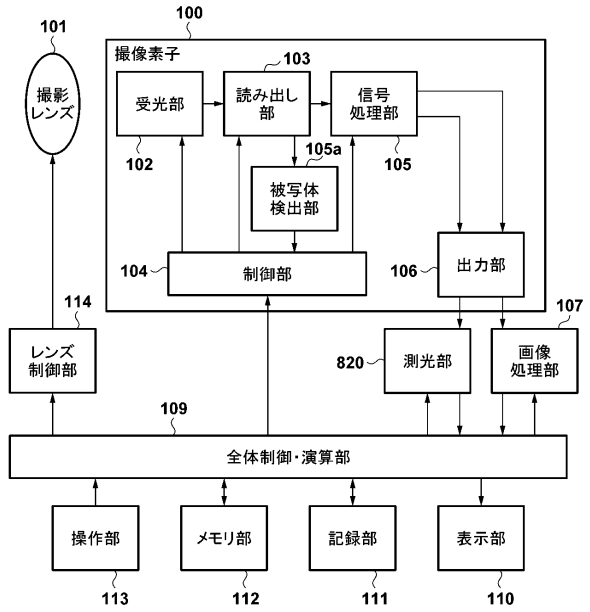 100
101
撮像素子
撮影
レンズ
受光部
102
103
読み出し
部
信号
処理部
105
105a
被写体
検出部
104
制御部
106
出力部
114
レンズ
制御部
820
測光部
107
画像
処理部
109
全体制御・演算部
操作部
113
メモリ部
112
記録部
111
表示部
110